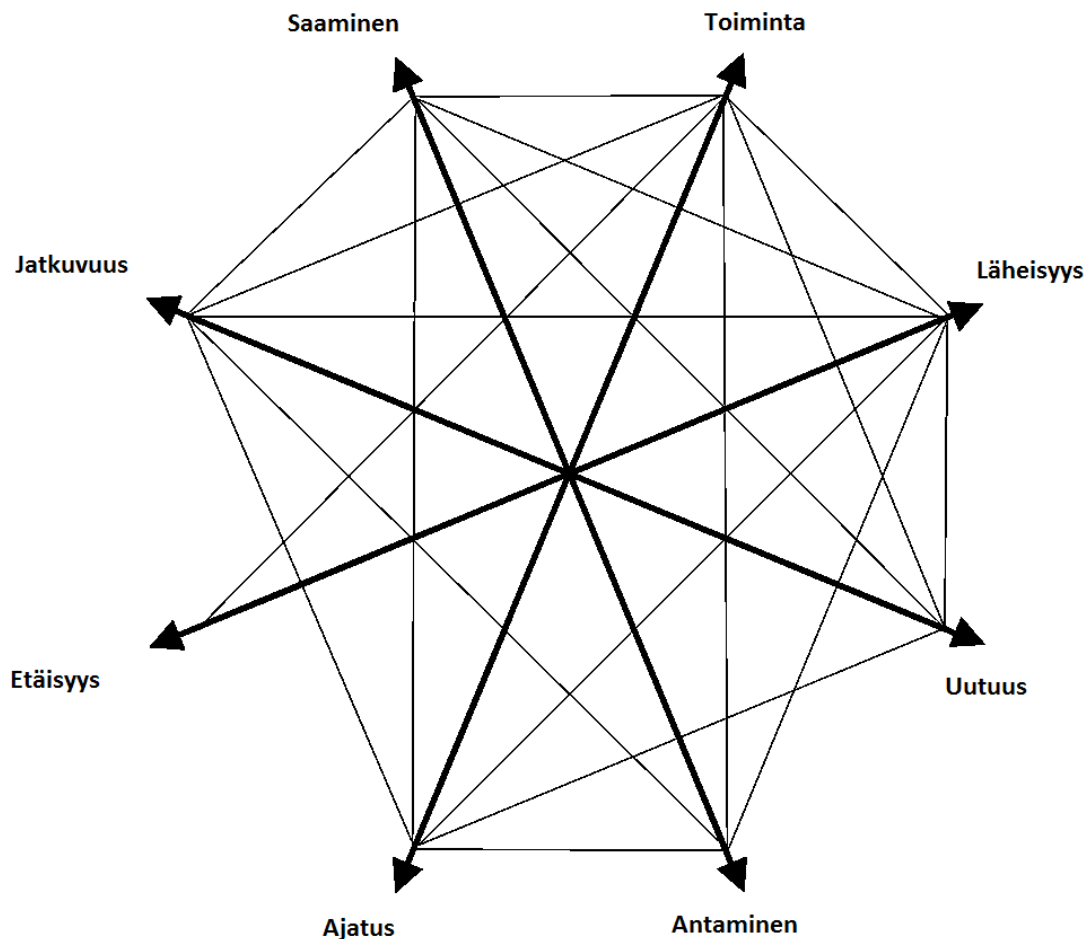 Saaminen
Toiminta
Jatkuvuus
Läheisyys
Etäisyys
Uutuus
Ajatus
Antaminen